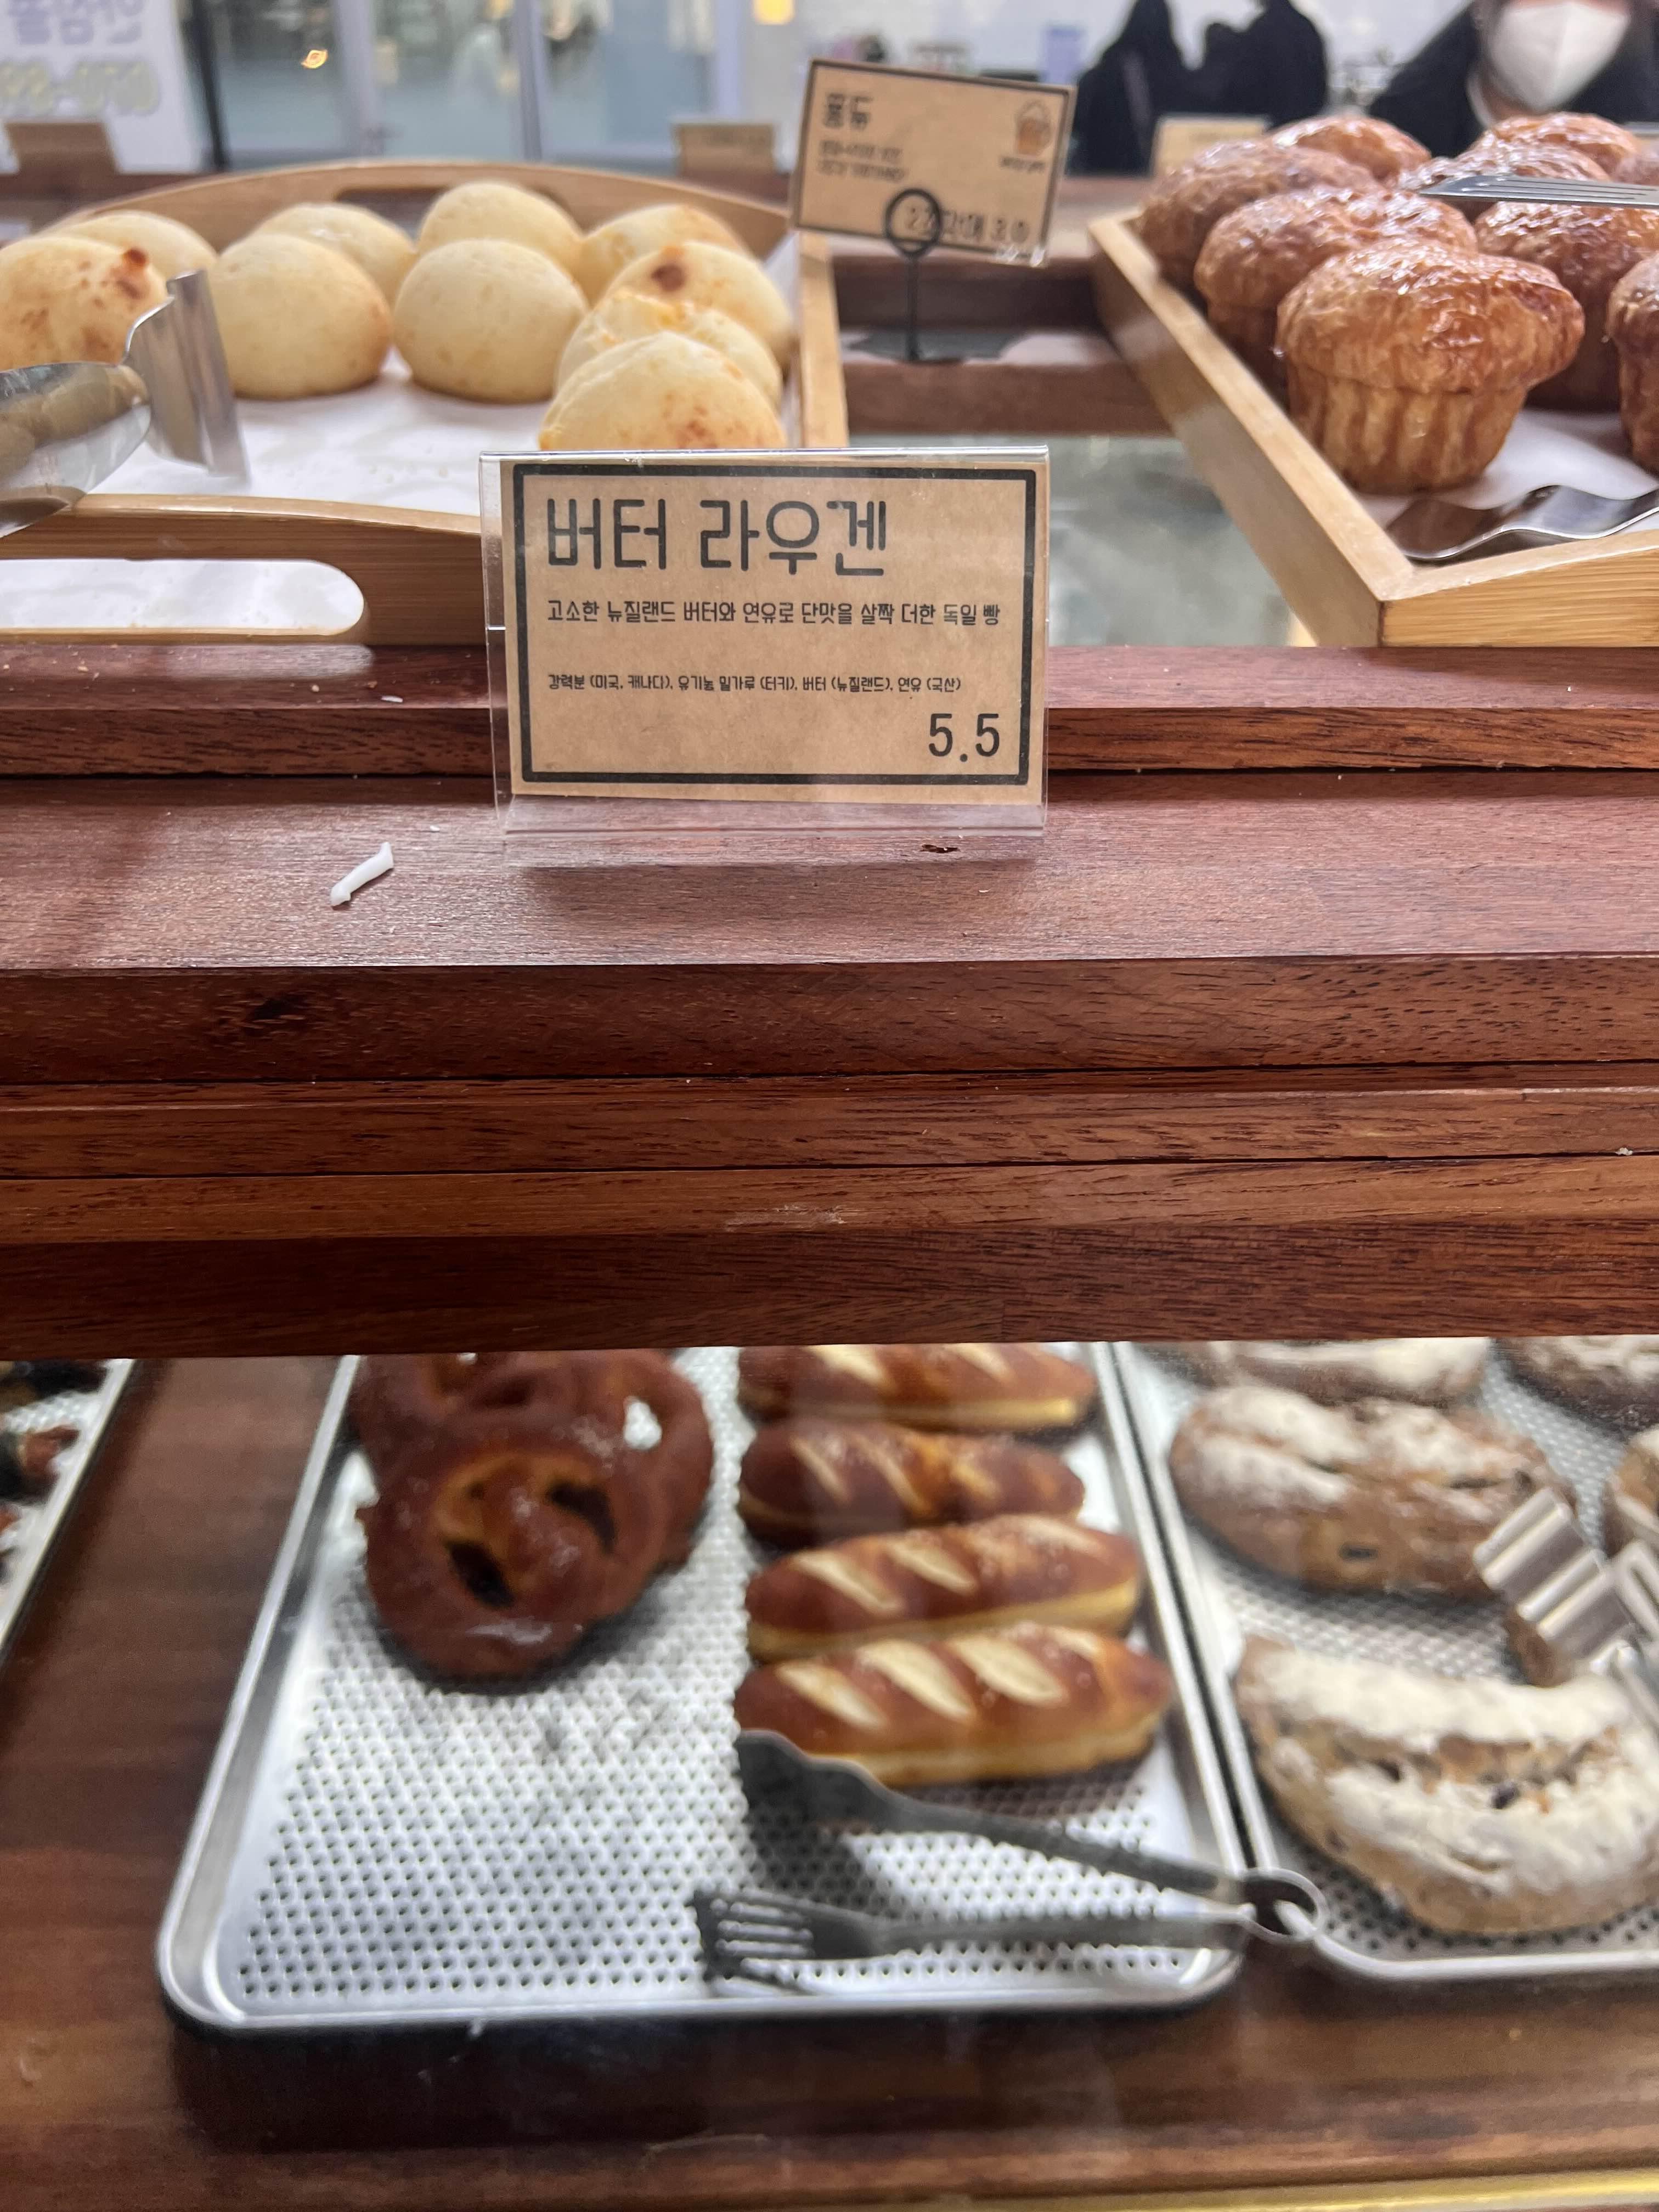 버터 라우겐
고소한 뉴질랜드 버터와 연유로 단맛을 살짝 더한 독일 빵
강력분 (미국, 캐나다), 유기농 밀가루 (터키), 버터 (뉴질랜드), 연유 (국산)
5.5